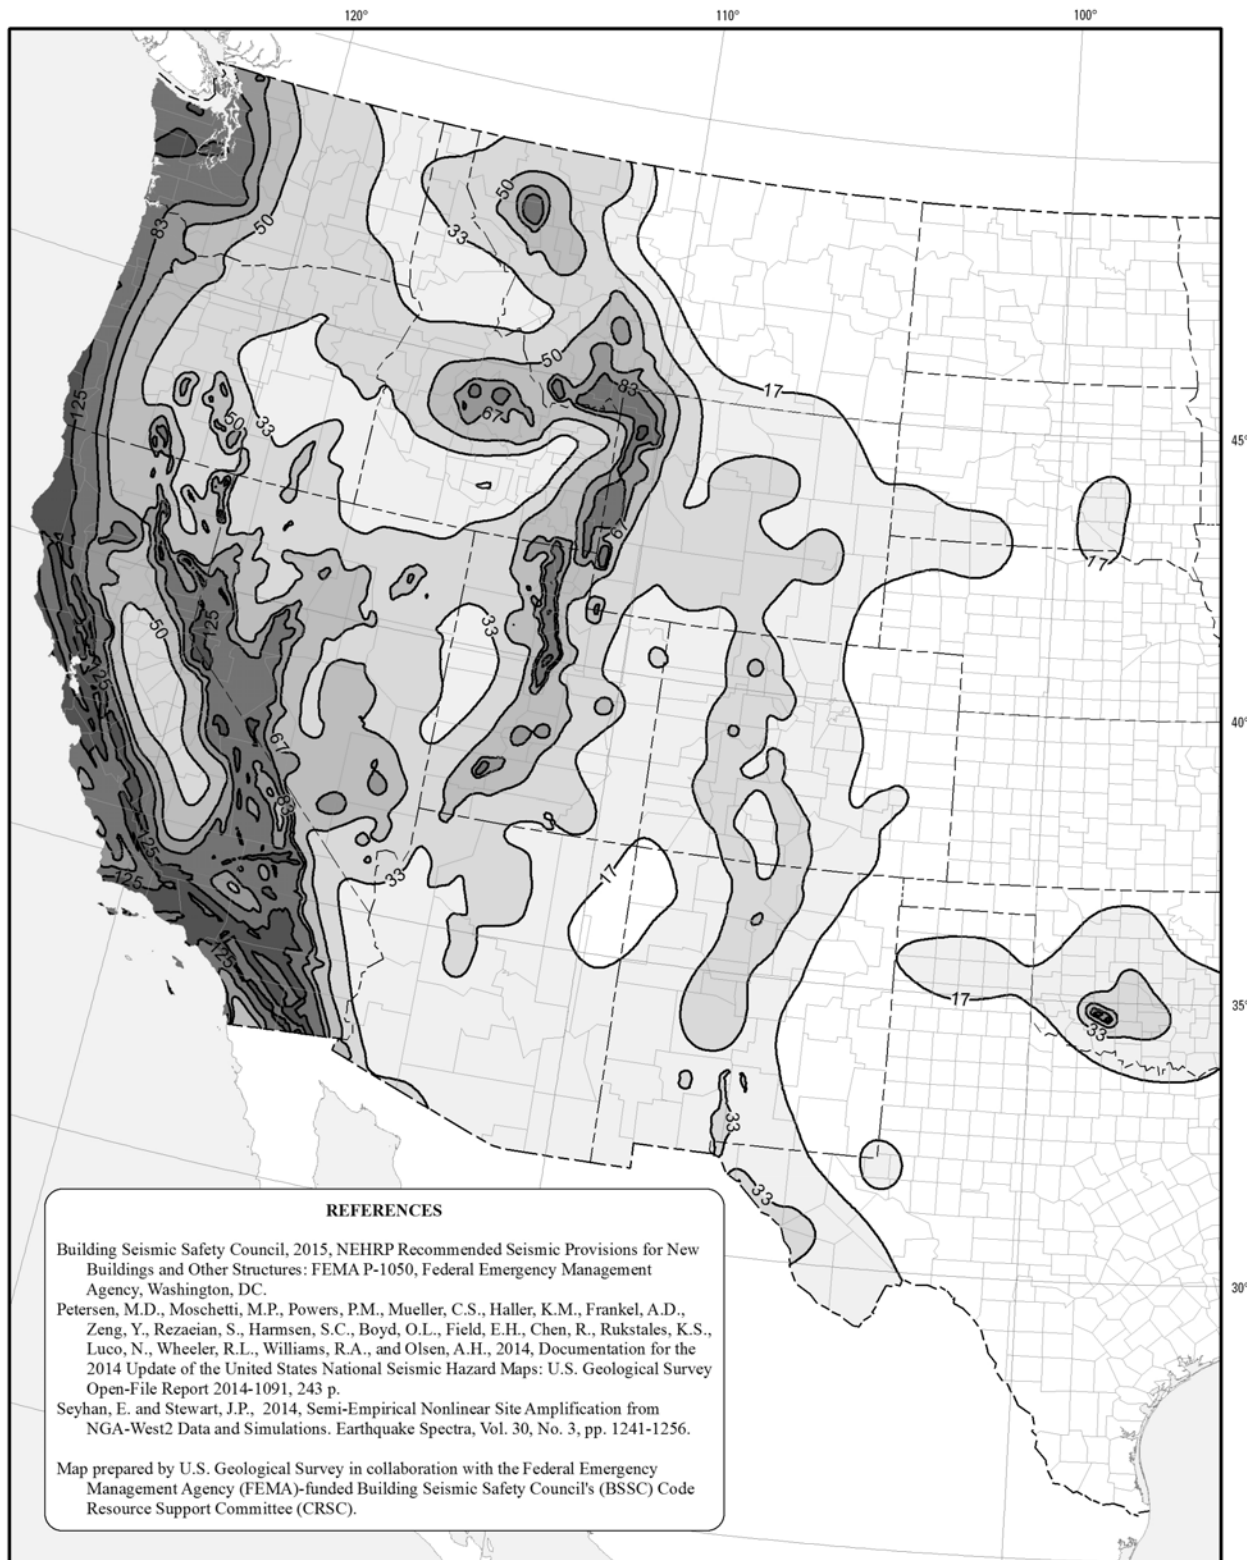 120°
110°
100°
50
50
33
83
50
50
83
17
125
67
50
33
45°
67
17
50
125
33
125
40°
67
83
125
33
17
125
125
17
33
35°
33
33
30°
REFERENCES
Building Seismic Safety Council, 2015, NEHRP Recommended Seismic Provisions for New
Buildings and Other Structures: FEMA P-1050, Federal Emergency Management
Agency, Washington, DC.
Petersen, M.D., Moschetti, M.P., Powers, P.M., Mueller, C.S., Haller, K.M., Frankel, A.D.,
Zeng, Y., Rezaeian, S., Harmsen, S.C., Boyd, O.L., Field, E.H., Chen, R., Rukstales, K.S.,
Luco, N., Wheeler, R.L., Williams, R.A., and Olsen, A.H., 2014, Documentation for the
2014 Update of the United States National Seismic Hazard Maps: U.S. Geological Survey
Open-File Report 2014-1091, 243 p.
Seyhan, E. and Stewart, J.P., 2014, Semi-Empirical Nonlinear Site Amplification from
NGA-West2 Data and Simulations. Earthquake Spectra, Vol. 30, No. 3, pp. 1241-1256.
Map prepared by U.S. Geological Survey in collaboration with the Federal Emergency
Management Agency (FEMA)-funded Building Seismic Safety Council's (BSSC) Code
Resource Support Committee (CRSC).